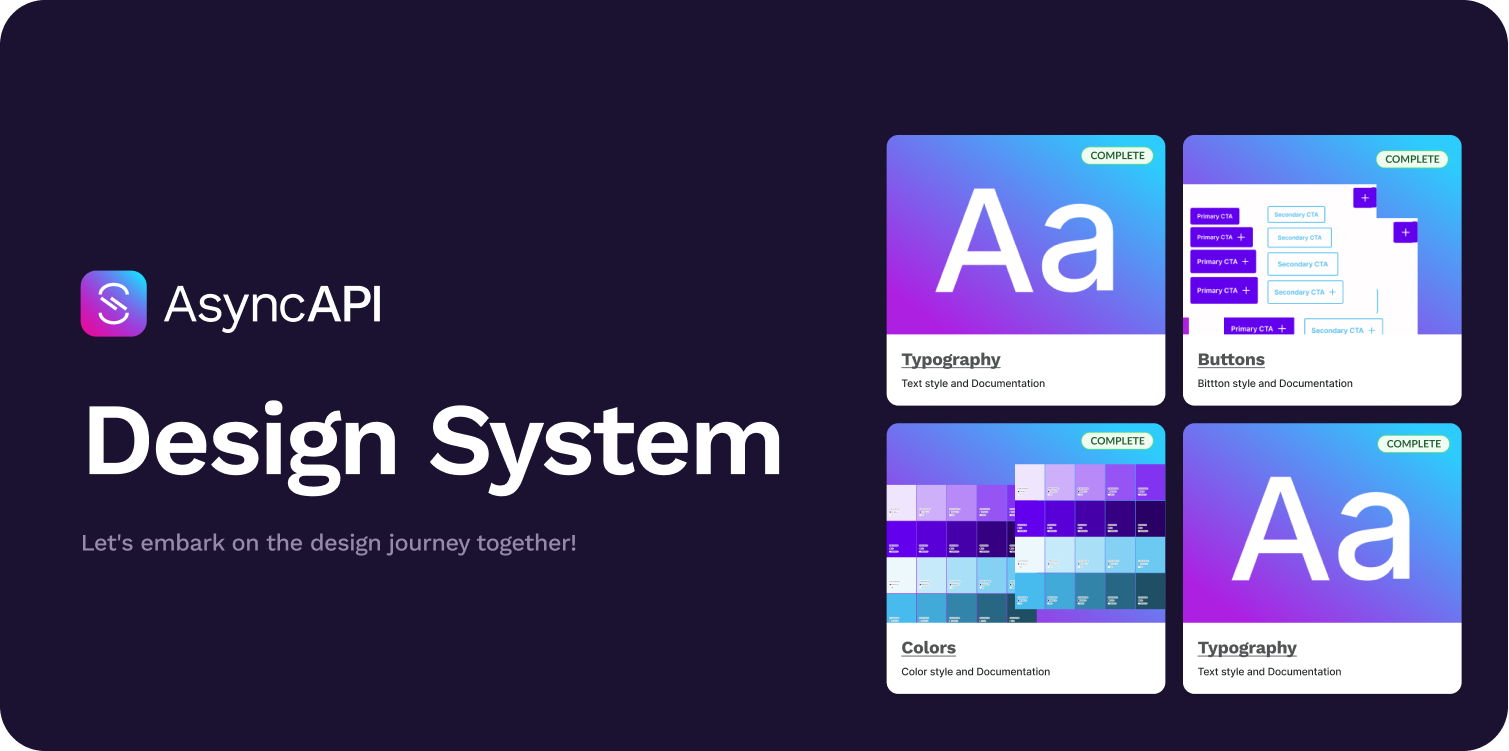 AsyncAPI
Design System
Let's embark on the design journey together!
COMPLETE
Aa
Typography
Text style and Documentation
COMPLETE
+
+
Primary CTA
Secondary CTA
Primary CTA +
Secondary CTA
Primary CTA +
Secondary CTA
Primary CTA +
Secondary CTA +
Primary CTA +
Secondary CTA +
Buttons
Bittton style and Documentation
COMPLETE
Colors
Color style and Documentation
COMPLETE
Aa
Typography
Text style and Documentation